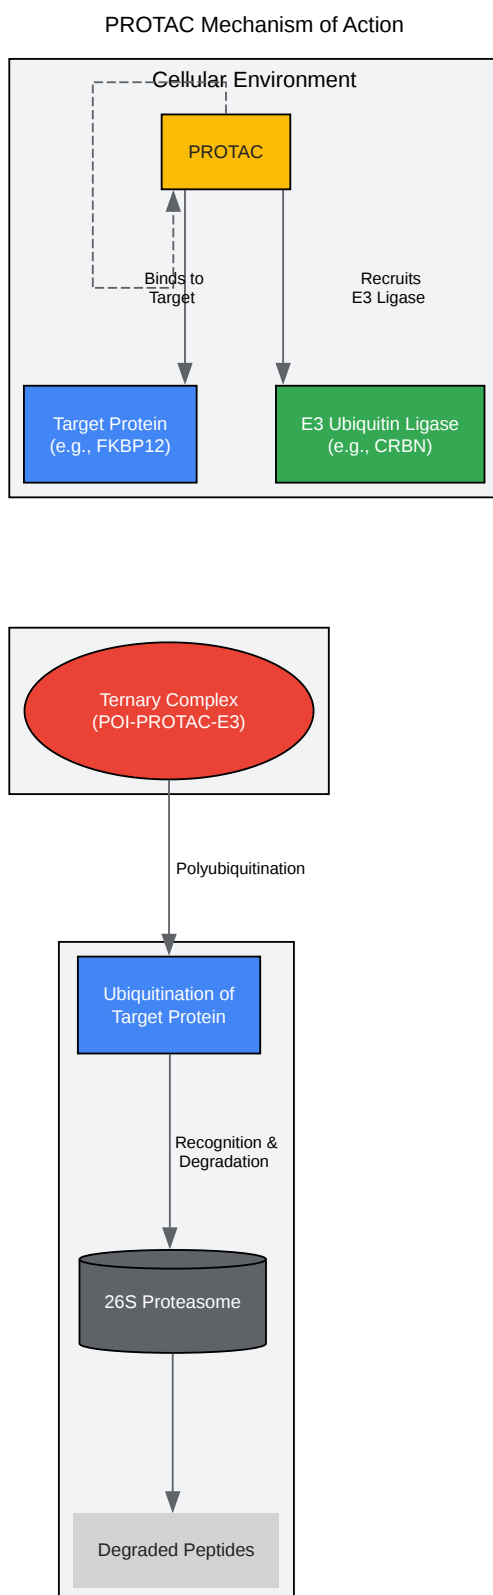 PROTAC Mechanism of Action
Cellular Environment
PROTAC
Binds to
Target
Recruits
E3 Ligase
Target Protein
(e.g., FKBP12)
E3 Ubiquitin Ligase
(e.g., CRBN)
Ternary Complex
(POI-PROTAC-E3)
Polyubiquitination
Ubiquitination of
Target Protein
Recognition &
Degradation
26S Proteasome
Degraded Peptides